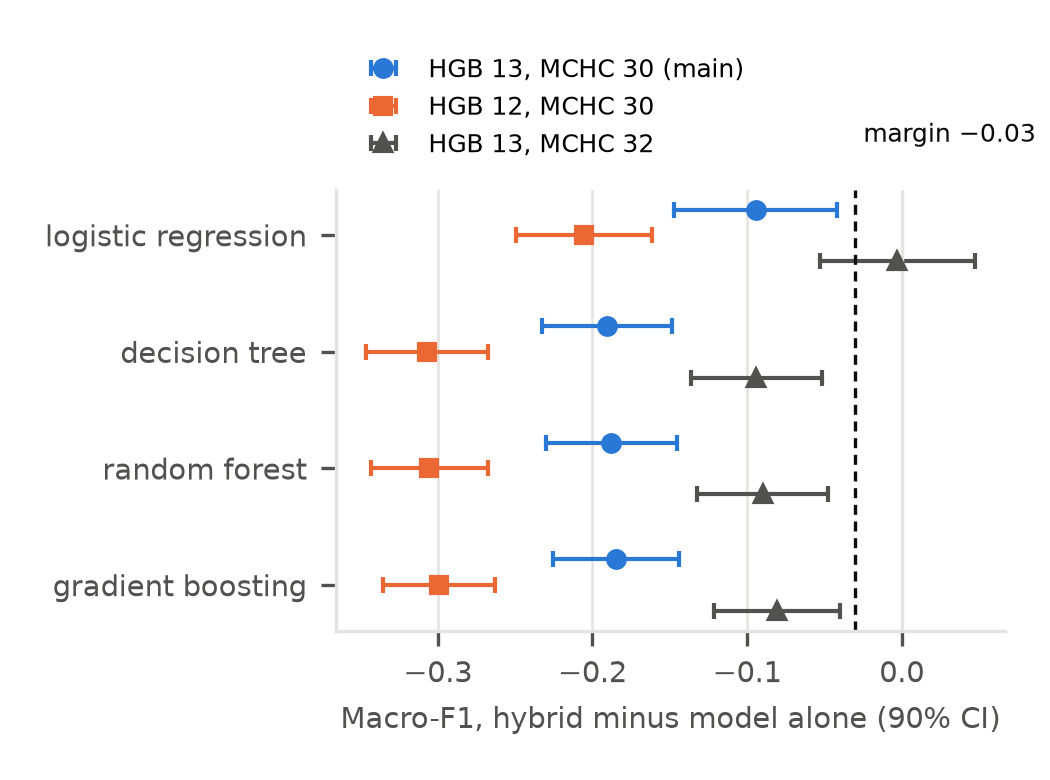 HGB 13, MCHC 30 (main)
HGB 12, MCHC 30
HGB 13, MCHC 32
margin −0.03
logistic regression
decision tree
random forest
gradient boosting
−0.3 −0.2 −0.1 0.0
Macro-F1, hybrid minus model alone (90% CI)